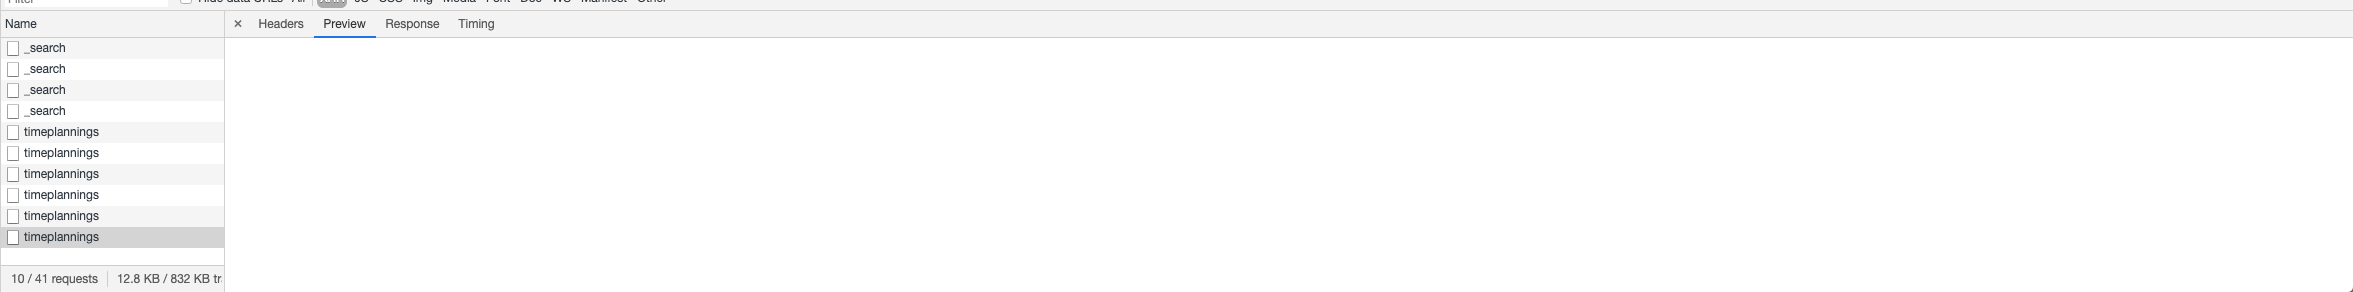 Filter Hide data URLs All XHR JS CSS Img Media Font Doc WS Manifest Other
Name × Headers Preview Response Timing
_search
_search
_search
_search
timeplannings
timeplannings
timeplannings
timeplannings
timeplannings
timeplannings
10 / 41 requests 12.8 KB / 832 KB tr